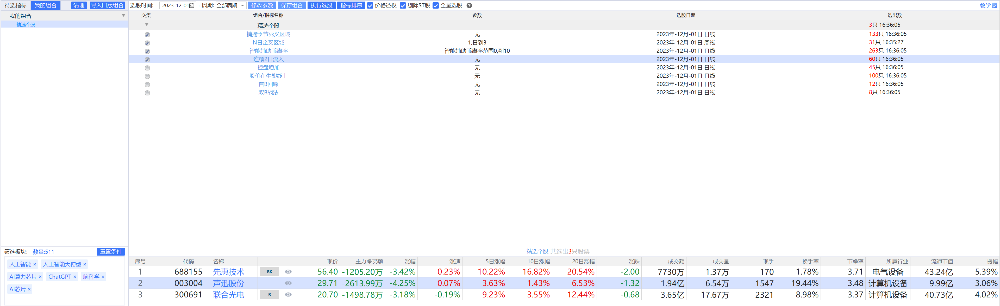 待选指标 我的组合 清理 导入旧版组合 选股时间: - 2023-12-01 + 周期: 全部周期 修改参数 保存组合 执行选股 指标排序 价格还权 剔除ST股 全量选股 ? 教学
我的组合
精选个股
交集 组合/指标名称 参数 选股日期 选出数
精选个股 3只 16:36:05
捕捞季节死叉区域 无 2023年-12月-01日 日线 133只 16:36:05
N日金叉区域 1,日到3 2023年-12月-01日 周线 31只 16:35:27
智能辅助乖离率 智能辅助乖离率范围0,到10 2023年-12月-01日 日线 263只 16:36:05
连续2日流入 无 2023年-12月-01日 日线 60只 16:36:05
控盘增加 无 2023年-12月-01日 日线 45只 16:36:05
股价在牛熊线上 无 2023年-12月-01日 日线 100只 16:36:05
首B回踩 无 2023年-12月-01日 日线 12只 16:36:05
双B战法 无 2023年-12月-01日 日线 8只 16:36:05
筛选板块: 数量:511 重置条件
人工智能 × 人工智能大模型 ×
AI算力芯片 × ChatGPT × 脑科学 ×
AI芯片 ×
精选个股 共选出3只股票
序号 代码 名称 现价 主力净买额 涨幅 涨速 5日涨幅 10日涨幅 20日涨幅 涨跌 成交额 成交量 现手 换手率 市净率 所属行业 流通市值 振幅
1 688155 先惠技术 RK 56.40 -1205.20万 -3.42% 0.23% 10.22% 16.82% 20.54% -2.00 7730万 1.37万 170 1.78% 3.71 电气设备 43.24亿 5.39%
2 003004 声迅股份 29.71 -2613.99万 -4.25% 0.07% 3.63% 1.43% 6.53% -1.32 1.94亿 6.54万 1547 19.44% 3.48 计算机设备 9.99亿 3.06%
3 300691 联合光电 R 20.70 -1498.78万 -3.18% -0.19% 9.23% 3.55% 12.44% -0.68 3.65亿 17.67万 2321 8.98% 3.37 计算机设备 40.73亿 4.02%